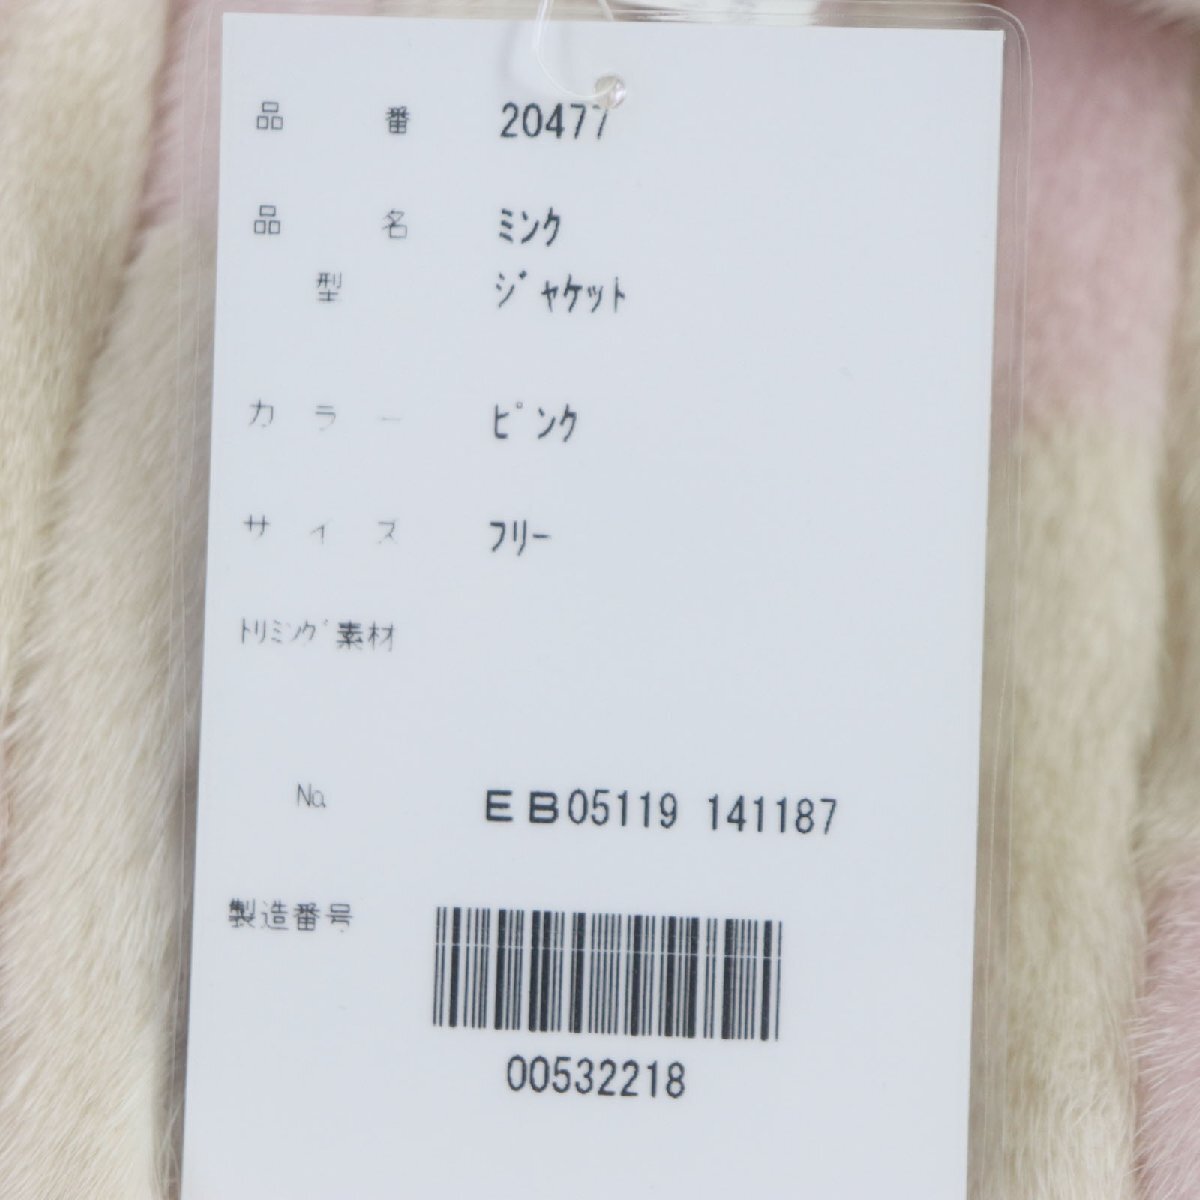 品番 20477
品名 ミンク
型 ジャケット
カラー ピンク
サイズ フリー
トリミング素材
No. EB05119 141187
製造番号
00532218